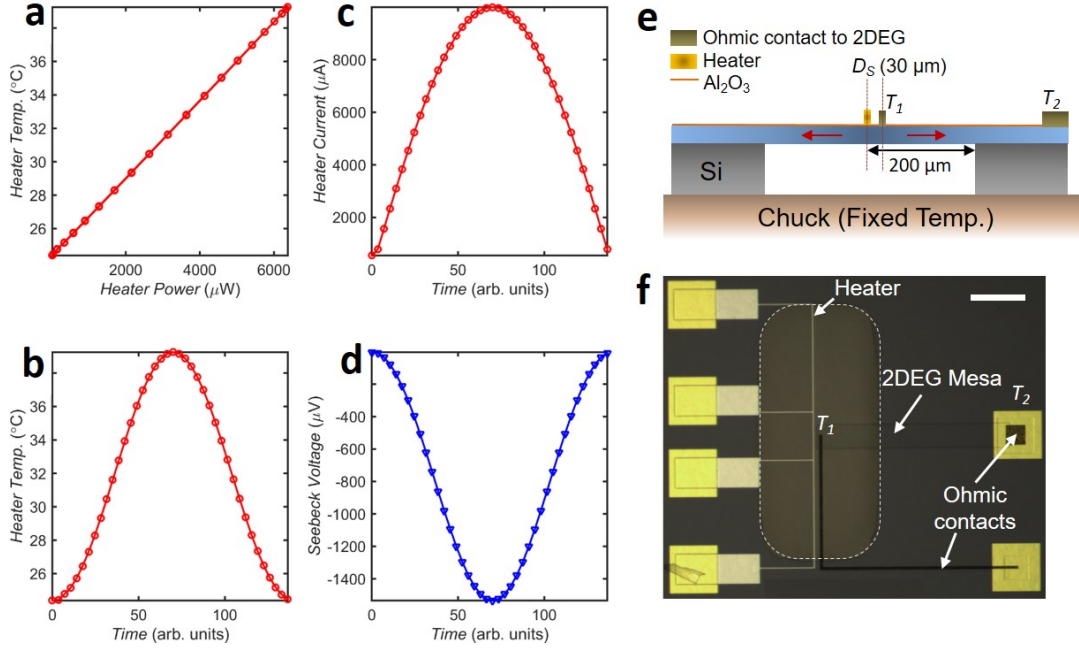 a
38
36
34
32
30
28
26
Heater Temp. (°C)
2000
4000
6000
Heater Power (μW)
c
8000
6000
4000
2000
Heater Current (μA)
0
50
100
Time (arb. units)
e
Ohmic contact to 2DEG
Heater
Al2O3
DS (30 μm)
T1
T2
200 μm
Si
Chuck (Fixed Temp.)
b
38
36
34
32
30
28
26
Heater Temp. (°C)
0
50
100
Time (arb. units)
d
-400
-600
-800
-1000
-1200
-1400
Seebeck Voltage (μV)
0
50
100
Time (arb. units)
f
Heater
2DEG Mesa
T1
T2
Ohmic
contacts